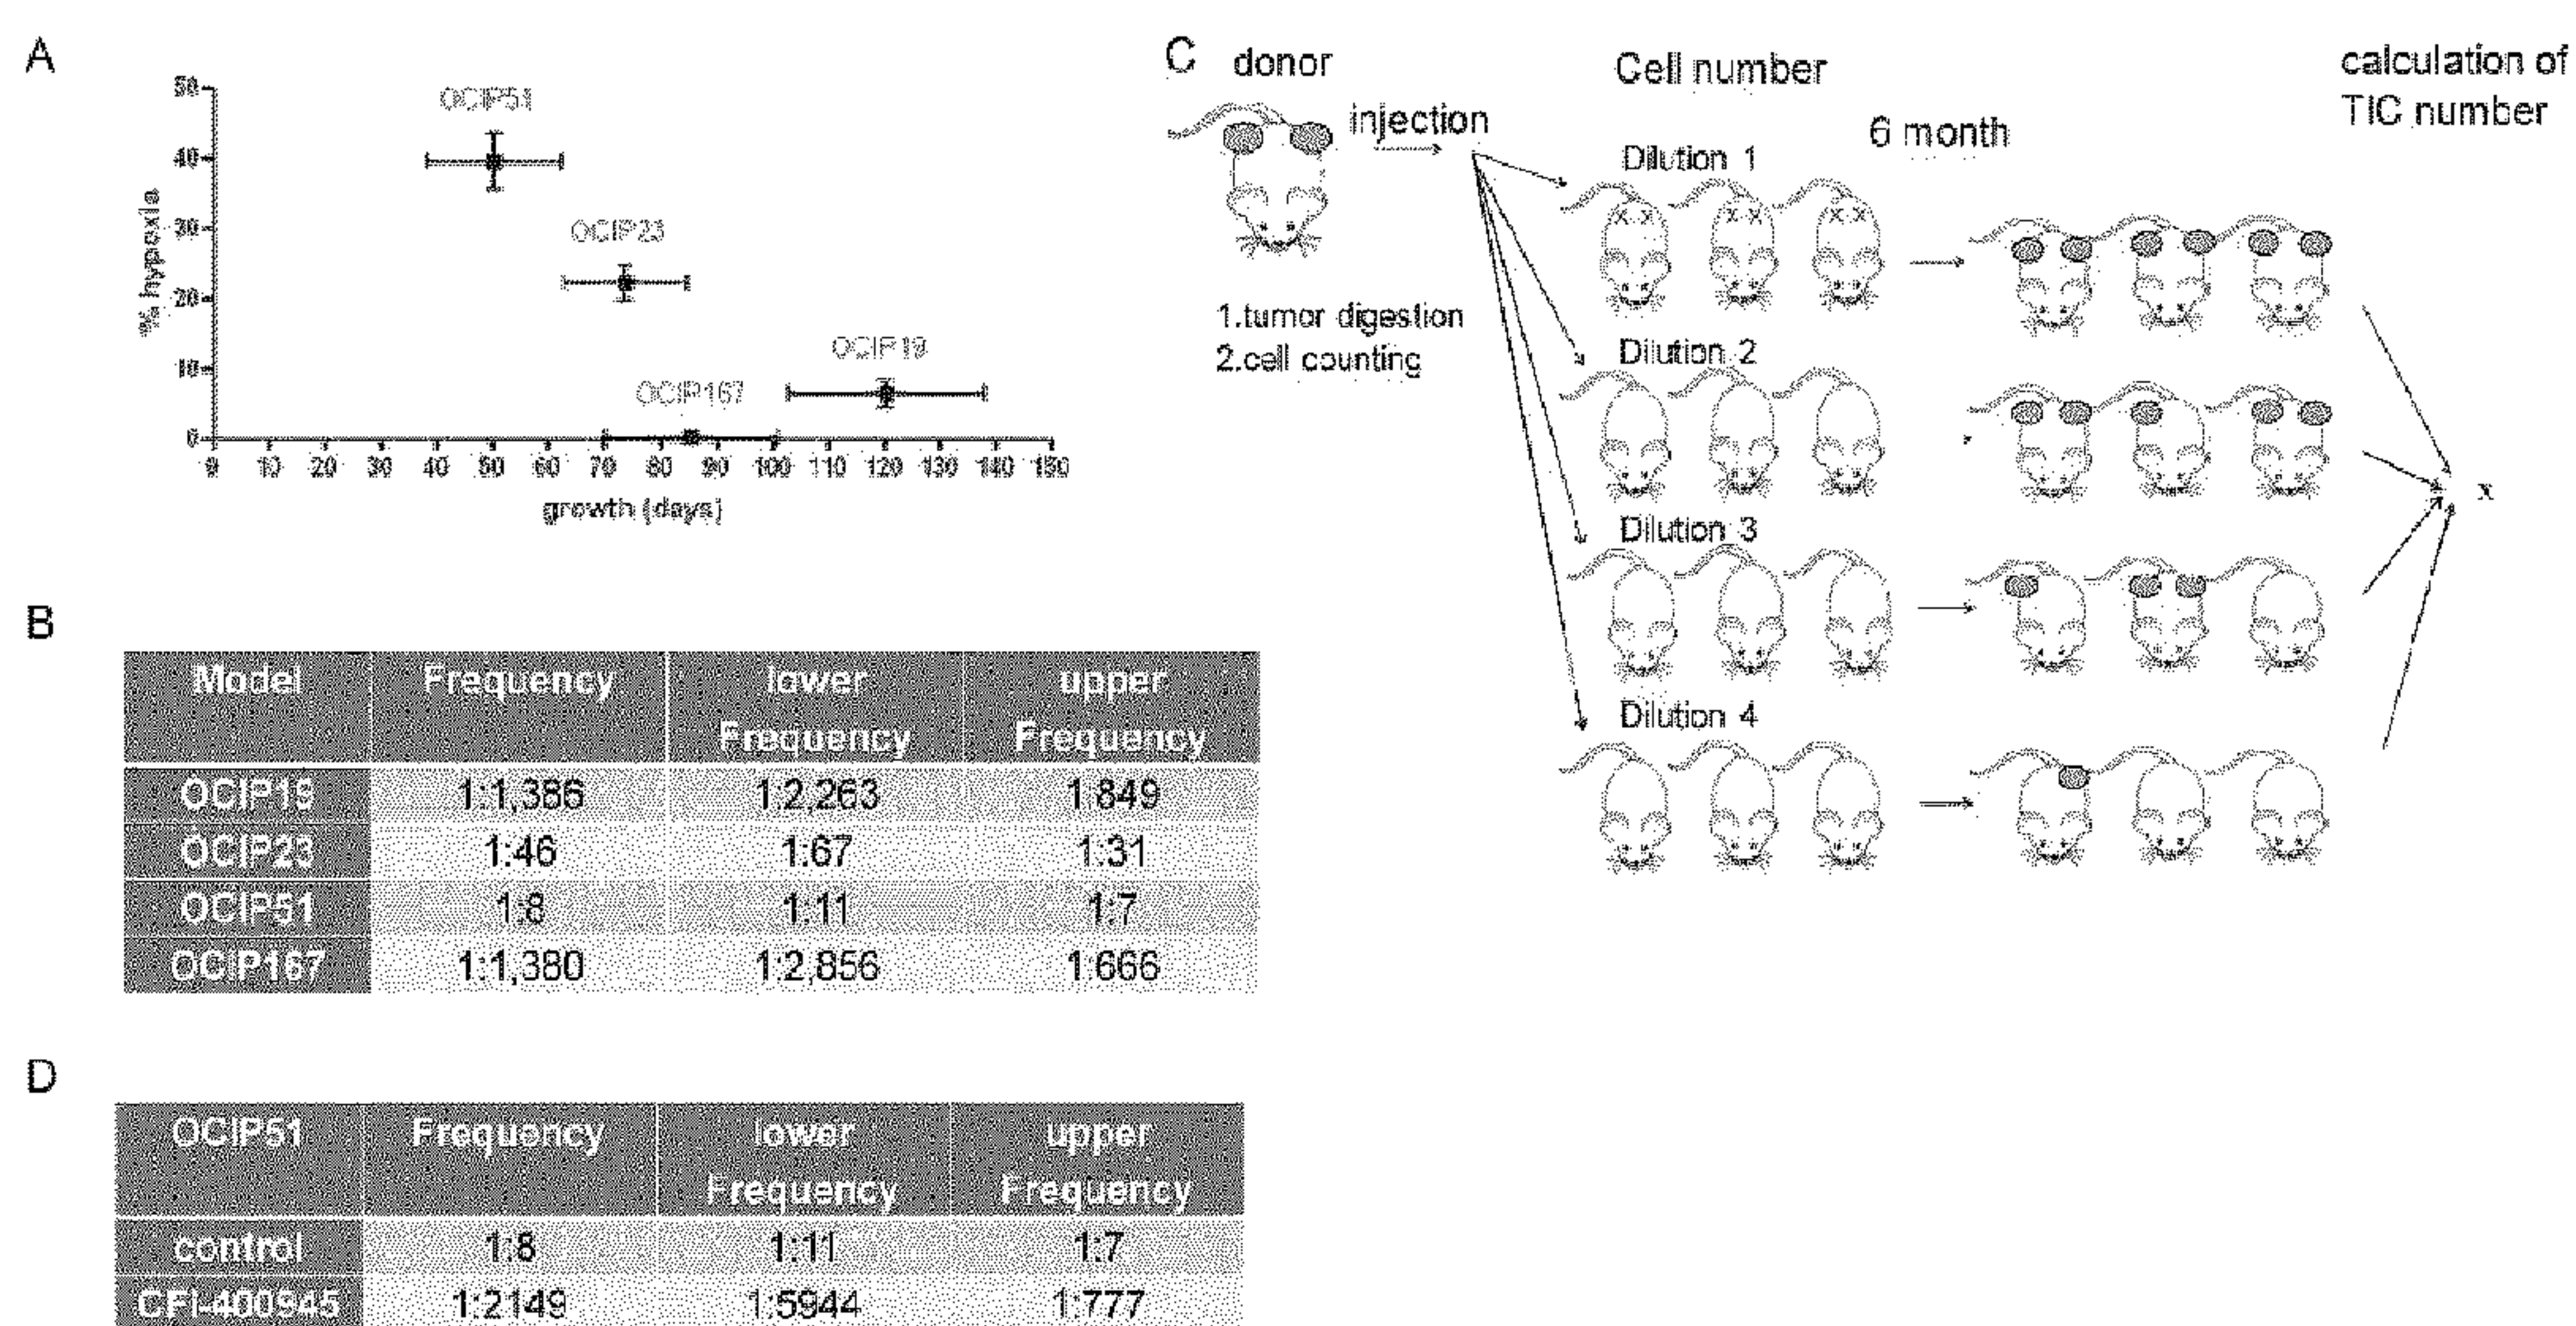 A
50
40
30
20
10
0
% hypoxia
OCIP51
OCIP23
OCIP19
OCIP167
0 10 20 30 40 50 60 70 80 90 100 110 120 130 140 150
growth (days)
B
Model Frequency lower Frequency upper Frequency
OCIP19 1:1,386 1:2,263 1:849
OCIP23 1:46 1:67 1:31
OCIP51 1:8 1:11 1:7
OCIP167 1:1,380 1:2,856 1:666
C
donor
injection
1.tumor digestion
2.cell counting
Cell number
6 month
calculation of
TIC number
Dilution 1
x x x x x x
Dilution 2
Dilution 3
Dilution 4
x
D
OCIP51 Frequency lower Frequency upper Frequency
control 1:8 1:11 1:7
CFI-400945 1:2149 1:5944 1:777